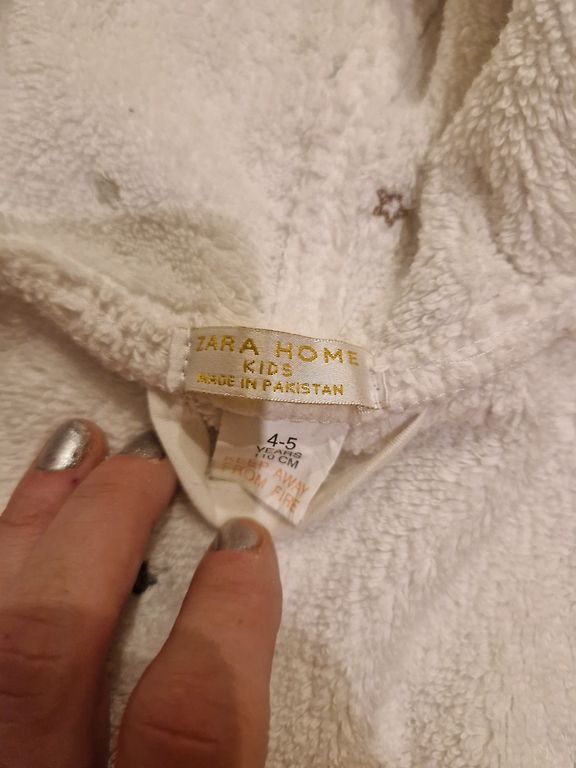 ZARA HOME
KIDS
MADE IN PAKISTAN
4-5
YEARS
110 CM
KEEP AWAY
FROM FIRE